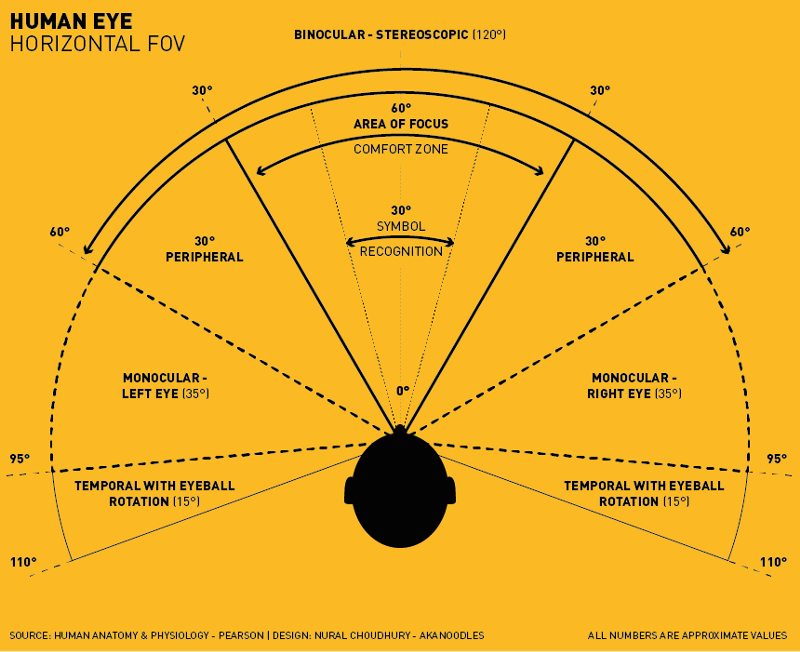 HUMAN EYE
HORIZONTAL FOV
BINOCULAR - STEREOSCOPIC (120°)
30°
30°
60°
AREA OF FOCUS
COMFORT ZONE
30°
SYMBOL
RECOGNITION
60°
60°
30°
PERIPHERAL
30°
PERIPHERAL
0°
MONOCULAR -
LEFT EYE (35°)
MONOCULAR -
RIGHT EYE (35°)
95°
95°
TEMPORAL WITH EYEBALL
ROTATION (15°)
TEMPORAL WITH EYEBALL
ROTATION (15°)
110°
110°
SOURCE: HUMAN ANATOMY & PHYSIOLOGY - PEARSON | DESIGN: NURAL CHOUDHURY - AKANOODLES
ALL NUMBERS ARE APPROXIMATE VALUES